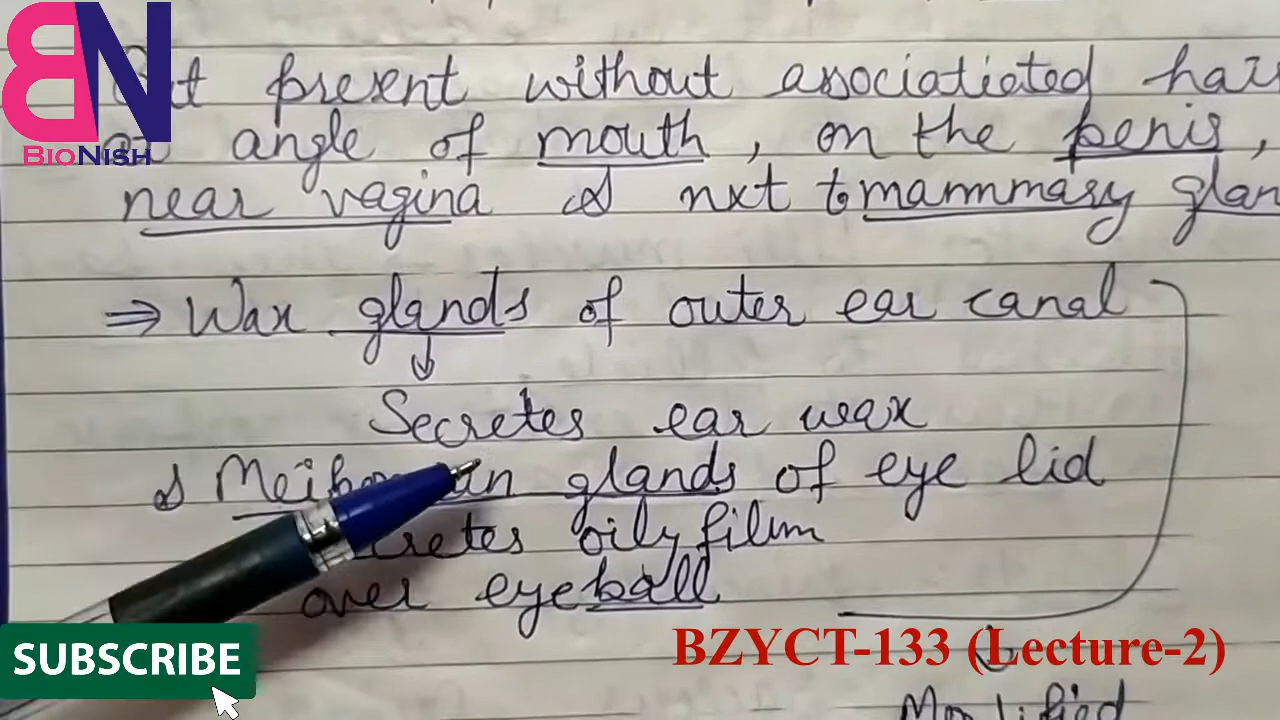 BN
BIONISH
present without associatiated hair
angle of mouth, on the penis,
near vagina & nxt to mammary glan
⇒ Wax glands of outer ear canal
↓
Secretes ear wax
& glands of eye lid
oily filim
over eyeball
SUBSCRIBE
BZYCT-133 (Lecture-2)